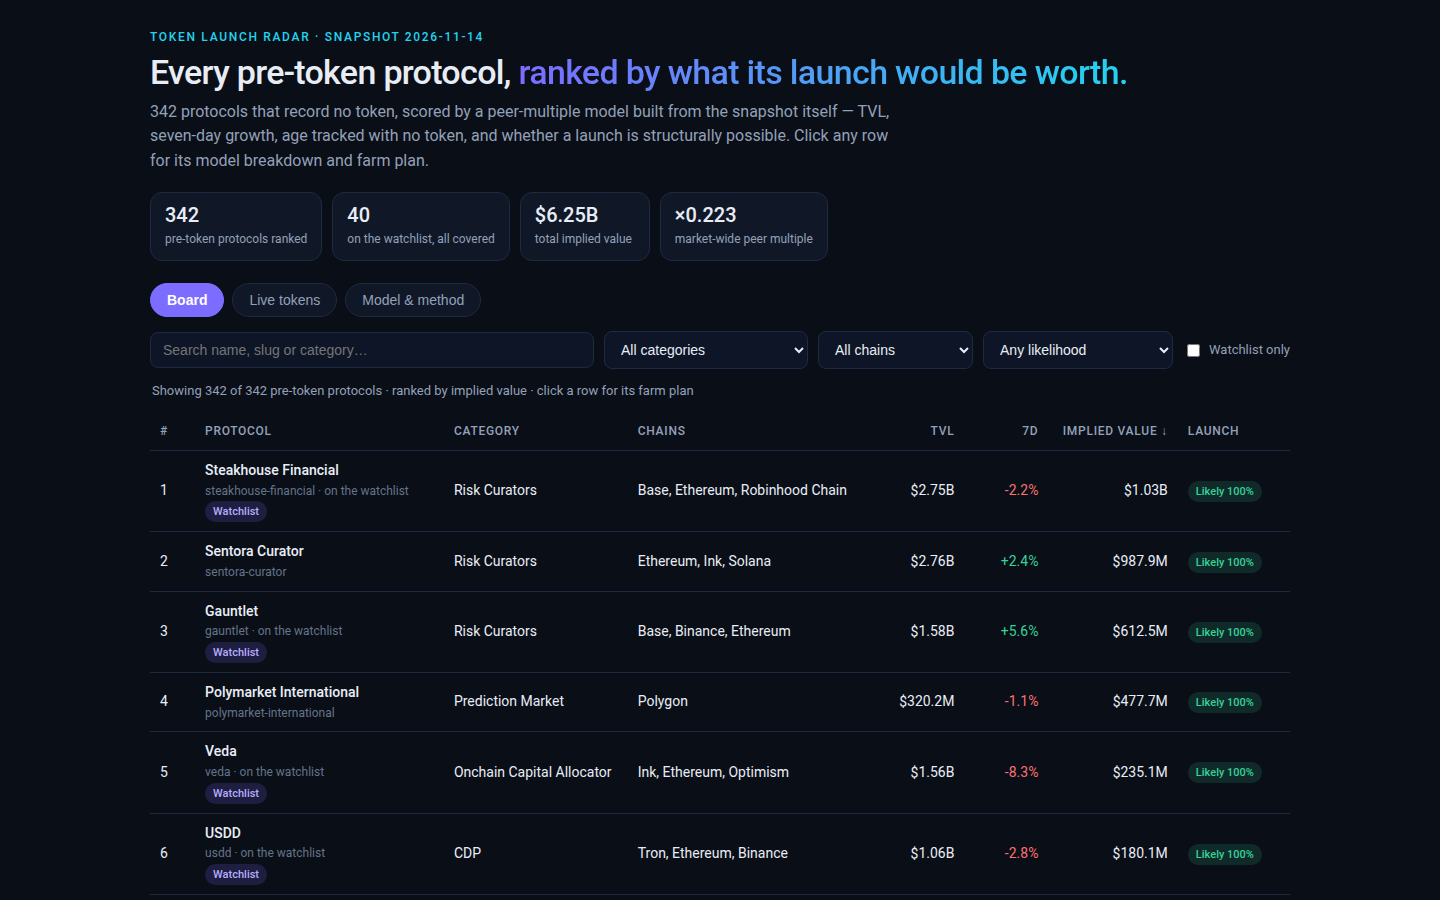 TOKEN LAUNCH RADAR · SNAPSHOT 2026-11-14
Every pre-token protocol, ranked by what its launch would be worth.
342 protocols that record no token, scored by a peer-multiple model built from the snapshot itself — TVL,
seven-day growth, age tracked with no token, and whether a launch is structurally possible. Click any row
for its model breakdown and farm plan.
342
pre-token protocols ranked
40
on the watchlist, all covered
$6.25B
total implied value
×0.223
market-wide peer multiple
Board Live tokens Model & method
Search name, slug or category… All categories All chains Any likelihood Watchlist only
Showing 342 of 342 pre-token protocols · ranked by implied value · click a row for its farm plan
# PROTOCOL CATEGORY CHAINS TVL 7D IMPLIED VALUE ↓ LAUNCH
Steakhouse Financial
1 steakhouse-financial · on the watchlist Risk Curators Base, Ethereum, Robinhood Chain $2.75B -2.2% $1.03B Likely 100%
Watchlist
Sentora Curator
2 Risk Curators Ethereum, Ink, Solana $2.76B +2.4% $987.9M Likely 100%
sentora-curator
Gauntlet
3 gauntlet · on the watchlist Risk Curators Base, Binance, Ethereum $1.58B +5.6% $612.5M Likely 100%
Watchlist
Polymarket International
4 Prediction Market Polygon $320.2M -1.1% $477.7M Likely 100%
polymarket-international
Veda
5 veda · on the watchlist Onchain Capital Allocator Ink, Ethereum, Optimism $1.56B -8.3% $235.1M Likely 100%
Watchlist
USDD
6 usdd · on the watchlist CDP Tron, Ethereum, Binance $1.06B -2.8% $180.1M Likely 100%
Watchlist